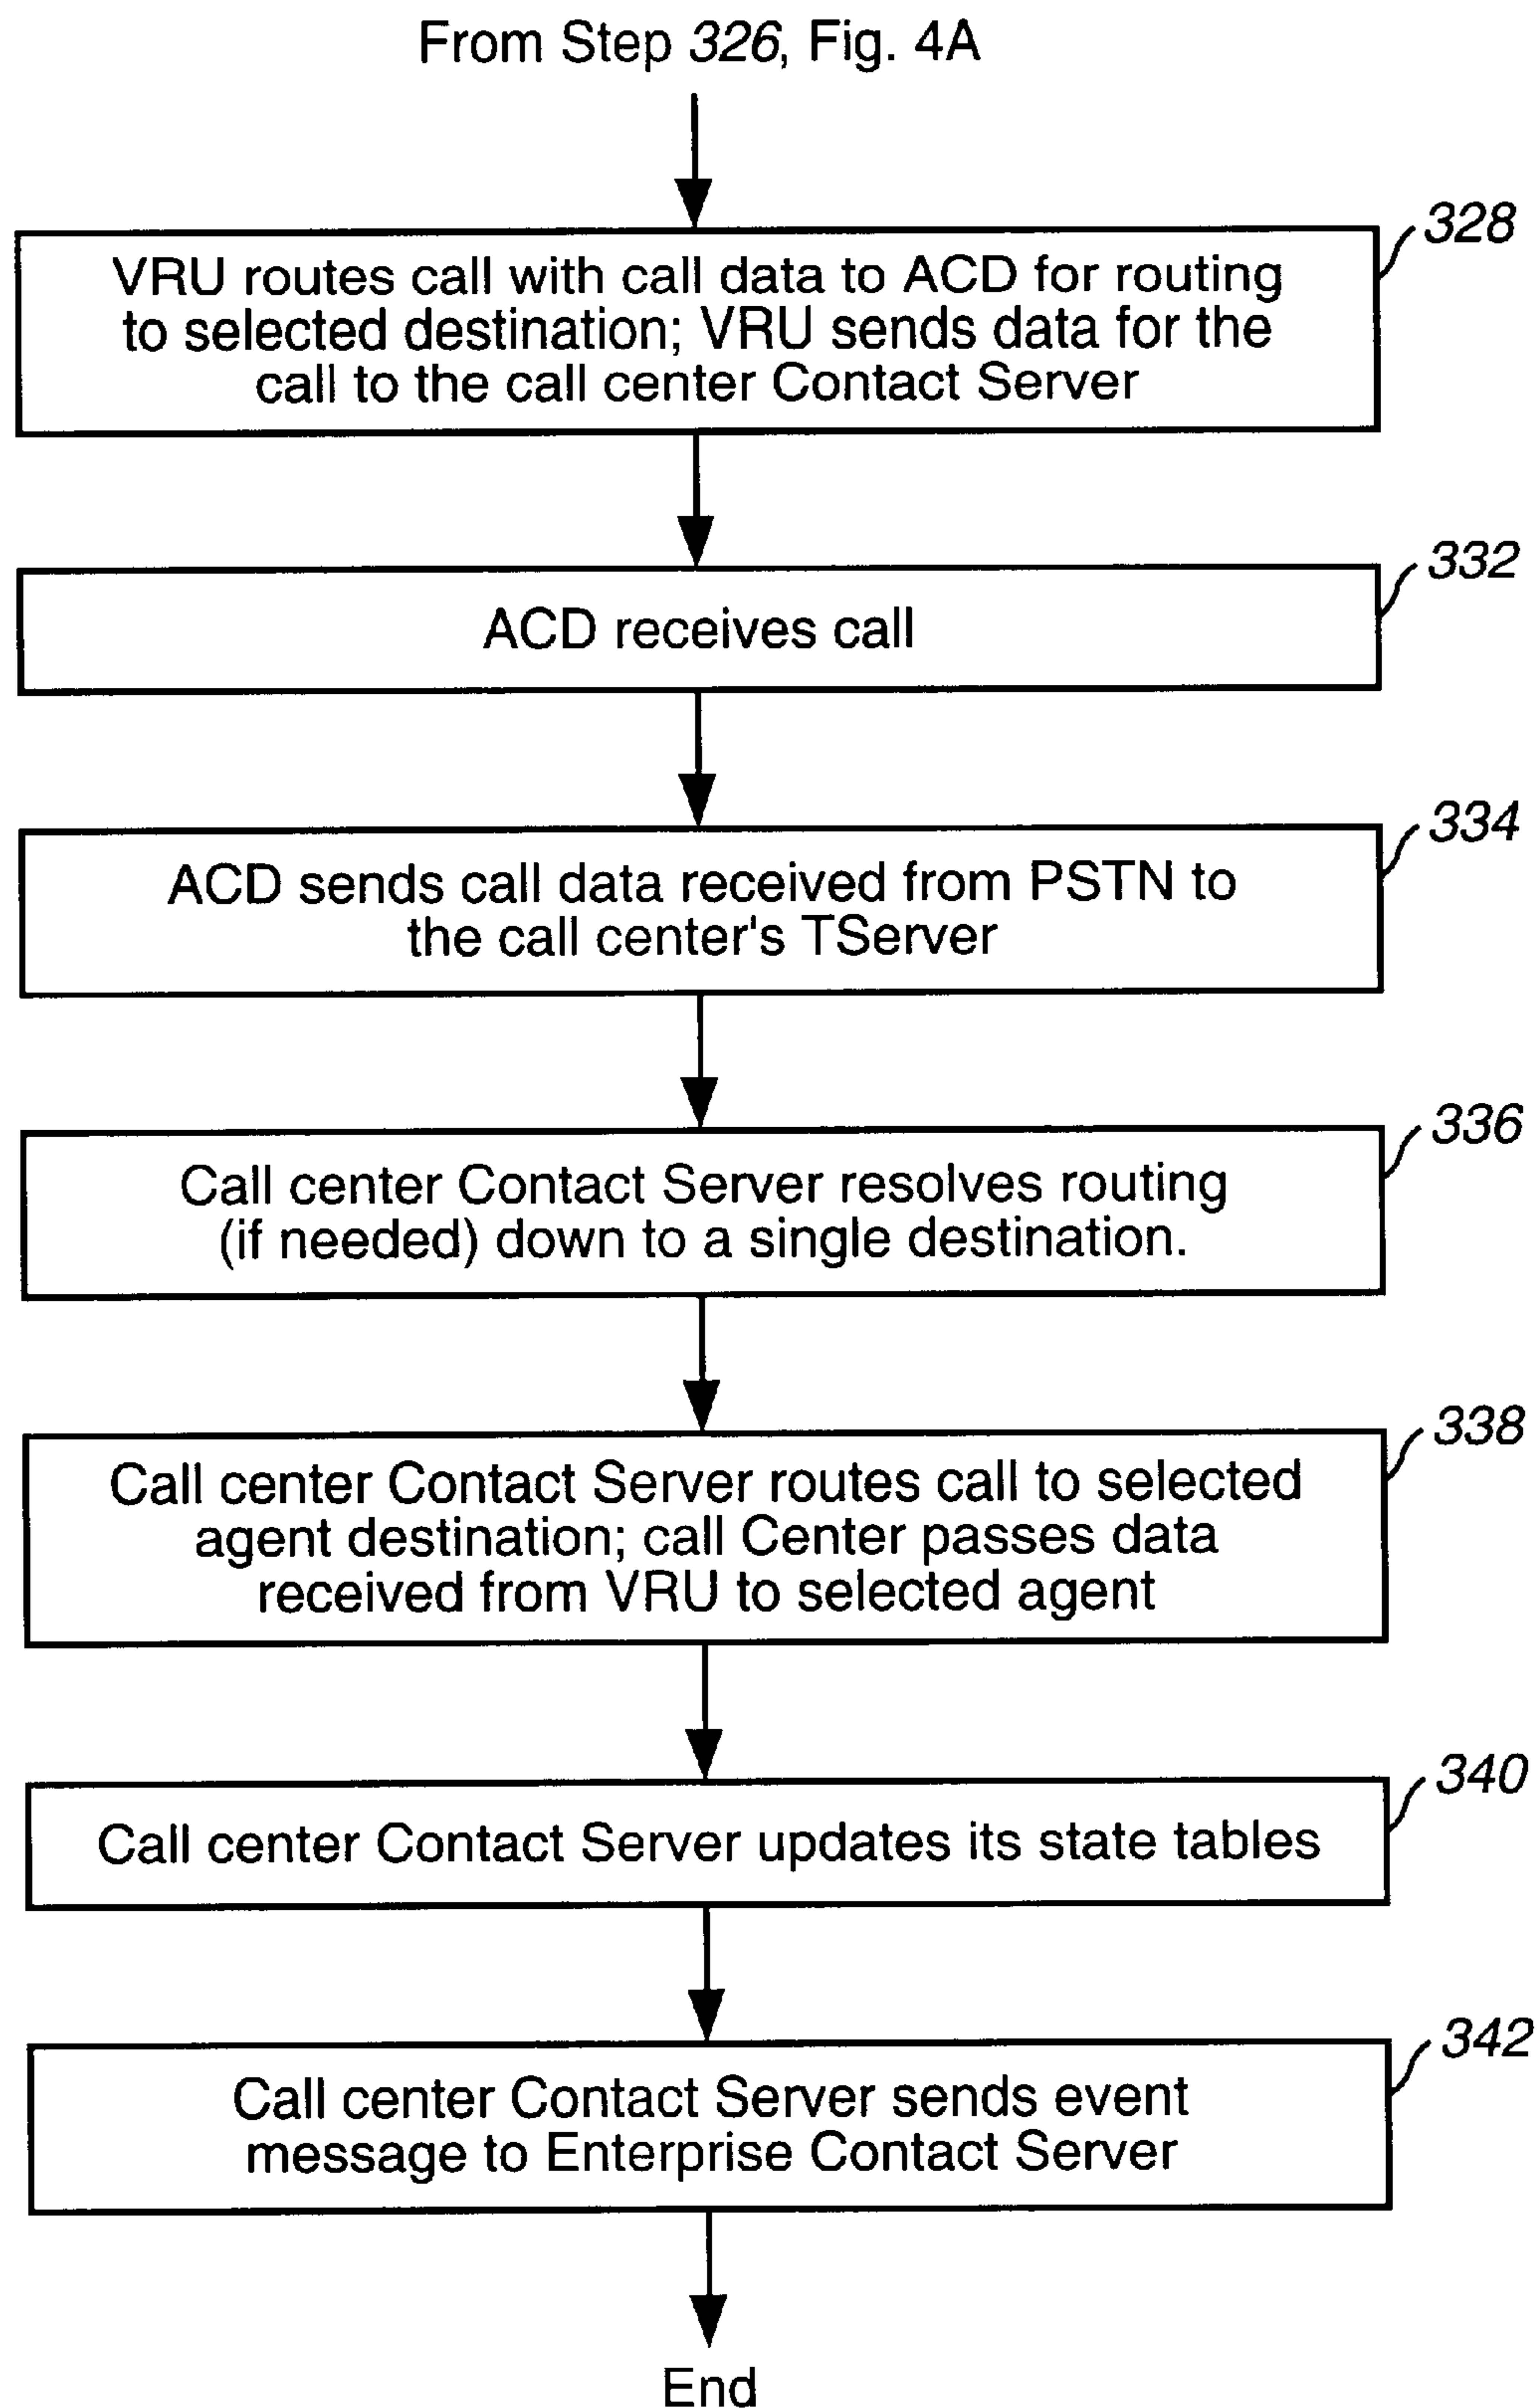 From Step 326, Fig. 4A
328
VRU routes call with call data to ACD for routing
to selected destination; VRU sends data for the
call to the call center Contact Server
332
ACD receives call
334
ACD sends call data received from PSTN to
the call center's TServer
336
Call center Contact Server resolves routing
(if needed) down to a single destination.
338
Call center Contact Server routes call to selected
agent destination; call Center passes data
received from VRU to selected agent
340
Call center Contact Server updates its state tables
342
Call center Contact Server sends event
message to Enterprise Contact Server
End